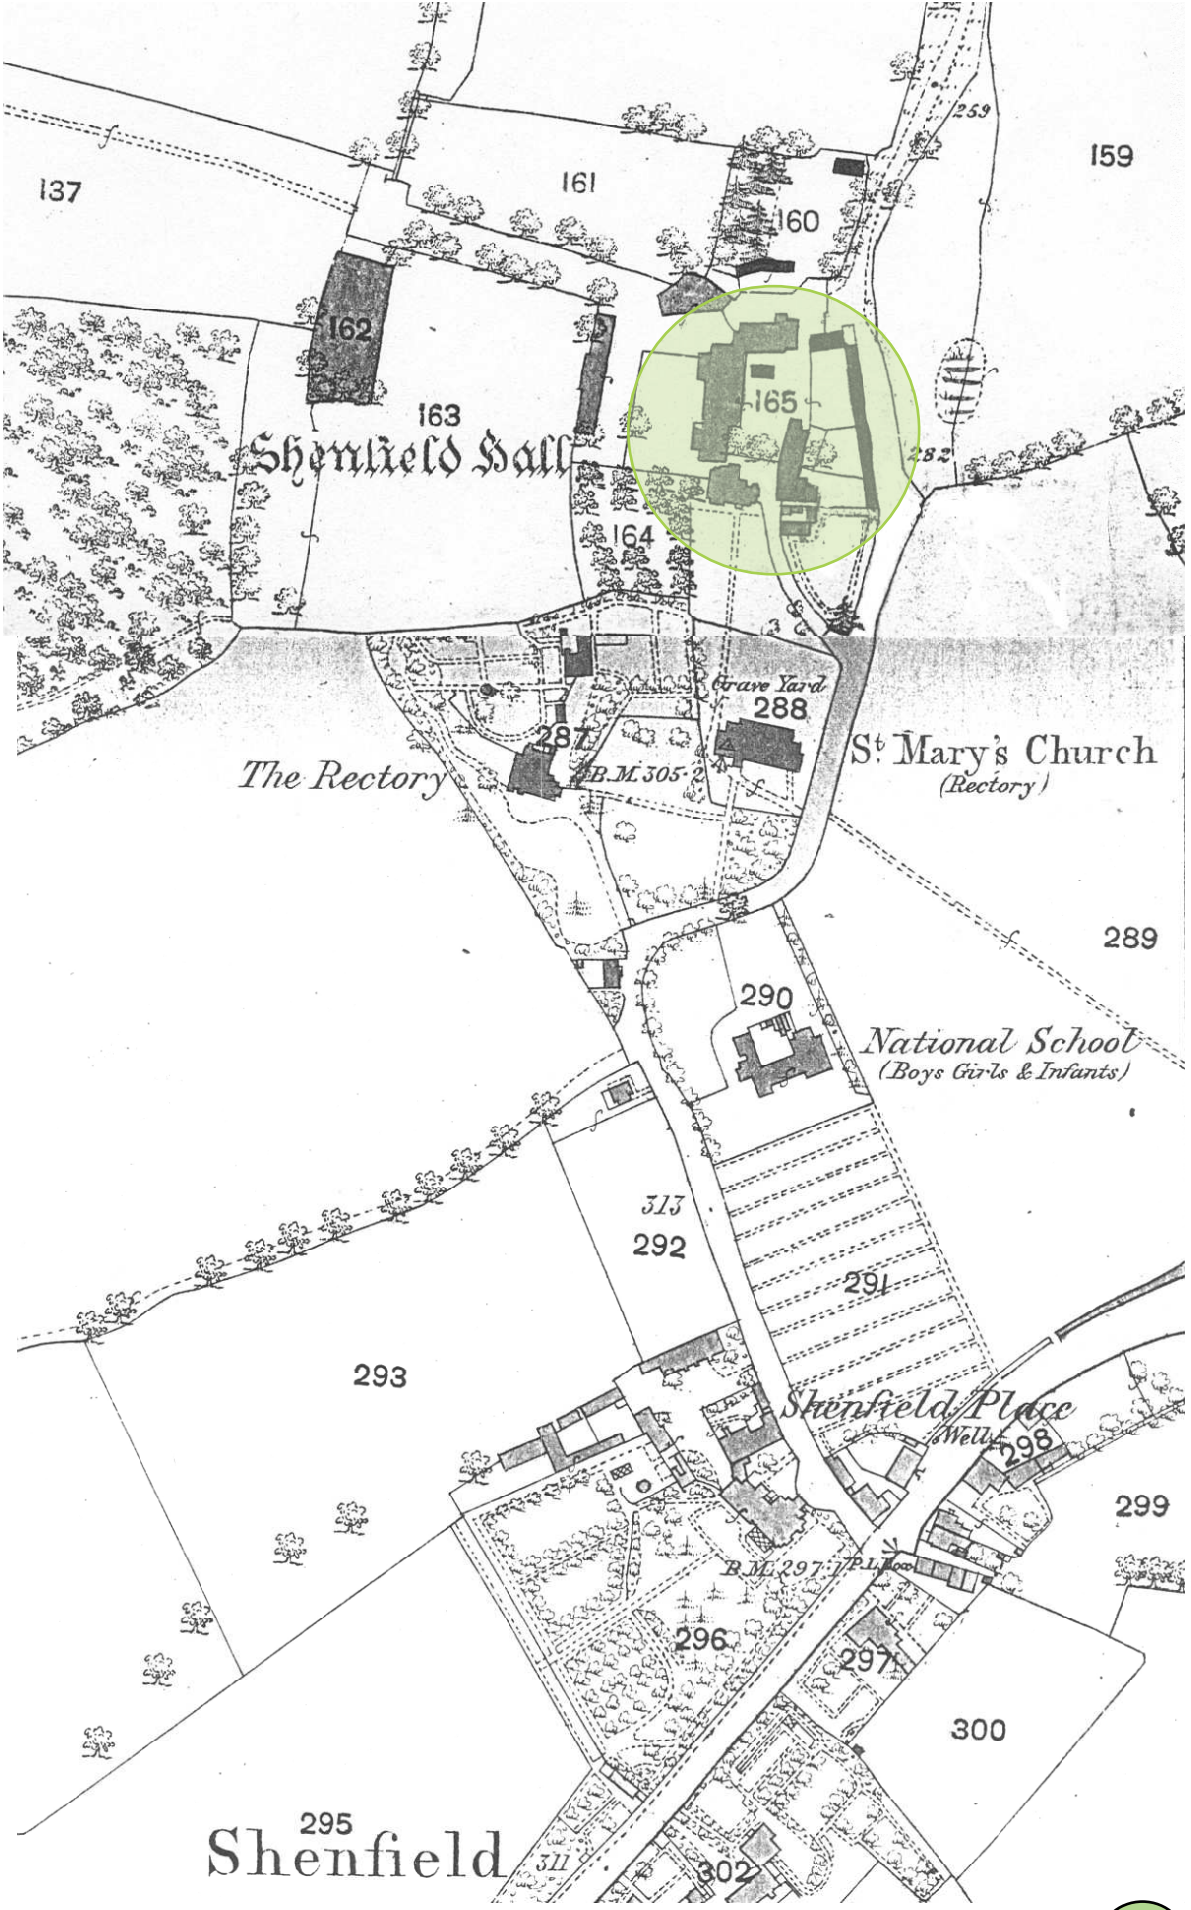 259
159
137
161
160
162
163
165
Shenfield Hall
282
164
Grave Yard
288
287
St. Mary's Church
(Rectory)
The Rectory
B.M. 305·2
289
290
National School
(Boys Girls & Infants)
313
292
291
293
Shenfield Place
Well
298
299
B.M. 297·1
P.L. Box
296
297
300
295
Shenfield
311
302